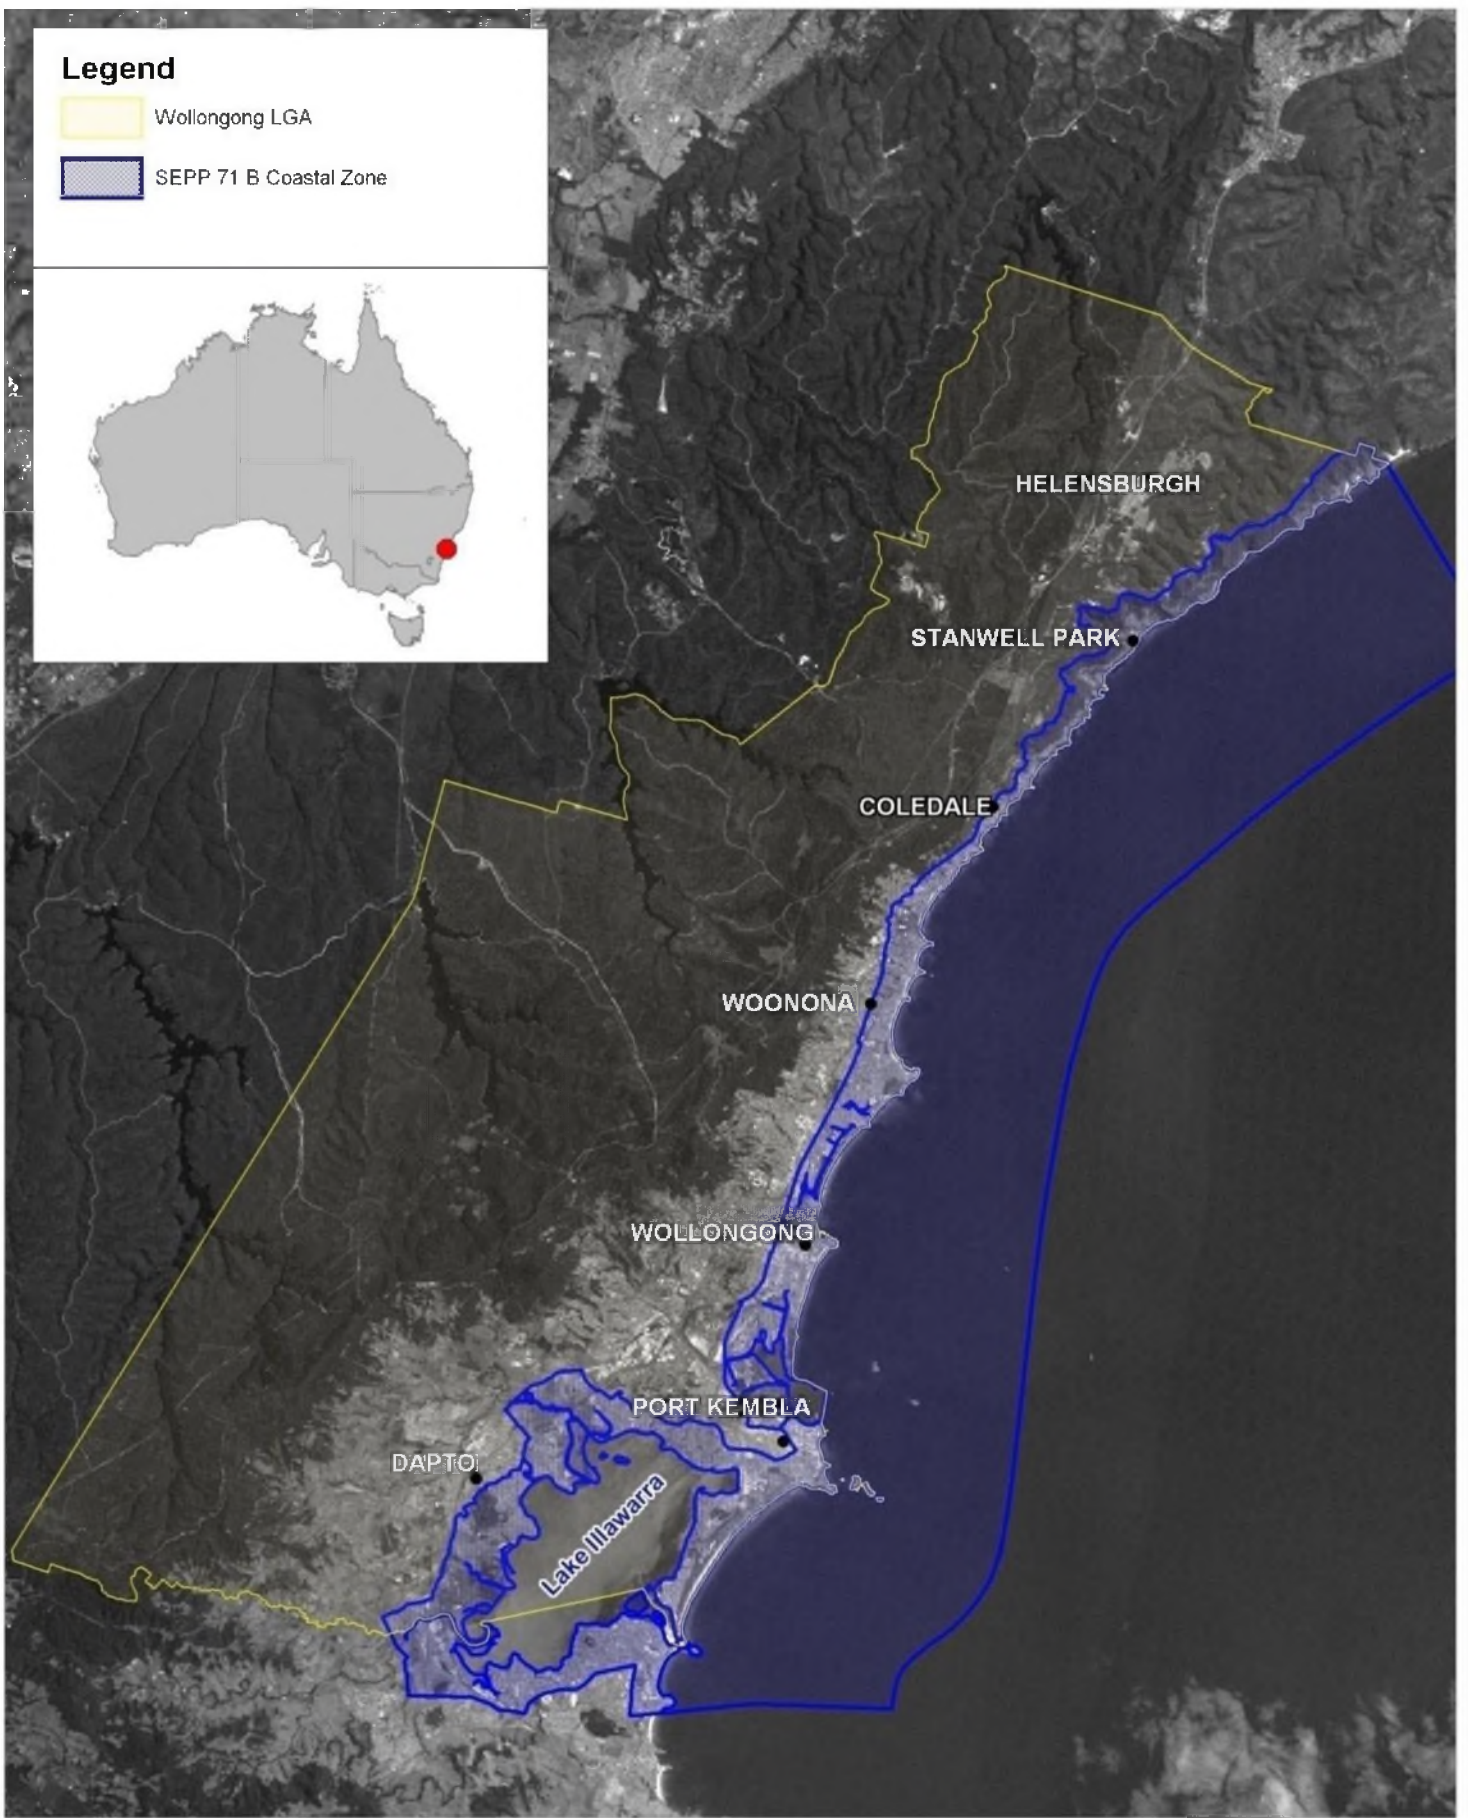 Legend
Wollongong LGA
SEPP 71 B Coastal Zone
HELENSBURGH
STANWELL PARK
COLEDALE
WOONONA
WOLLONGONG
PORT KEMBLA
DAPTO
Lake Illawarra